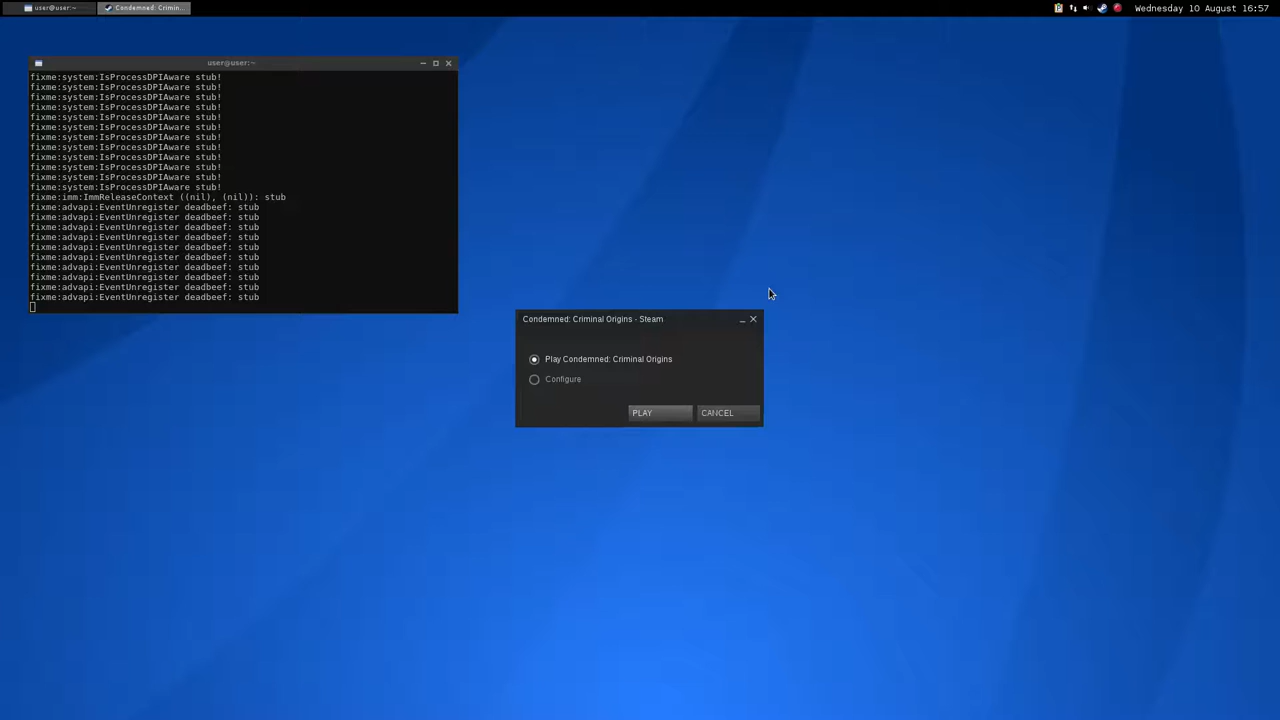 user@user:~
Condemned: Crimin...
Wednesday 10 August 16:57
user@user:~
fixme:system:IsProcessDPIAware stub!
fixme:system:IsProcessDPIAware stub!
fixme:system:IsProcessDPIAware stub!
fixme:system:IsProcessDPIAware stub!
fixme:system:IsProcessDPIAware stub!
fixme:system:IsProcessDPIAware stub!
fixme:system:IsProcessDPIAware stub!
fixme:system:IsProcessDPIAware stub!
fixme:system:IsProcessDPIAware stub!
fixme:system:IsProcessDPIAware stub!
fixme:system:IsProcessDPIAware stub!
fixme:system:IsProcessDPIAware stub!
fixme:imm:ImmReleaseContext ((nil), (nil)): stub
fixme:advapi:EventUnregister deadbeef: stub
fixme:advapi:EventUnregister deadbeef: stub
fixme:advapi:EventUnregister deadbeef: stub
fixme:advapi:EventUnregister deadbeef: stub
fixme:advapi:EventUnregister deadbeef: stub
fixme:advapi:EventUnregister deadbeef: stub
fixme:advapi:EventUnregister deadbeef: stub
fixme:advapi:EventUnregister deadbeef: stub
fixme:advapi:EventUnregister deadbeef: stub
fixme:advapi:EventUnregister deadbeef: stub
Condemned: Criminal Origins - Steam
Play Condemned: Criminal Origins
Configure
PLAY
CANCEL